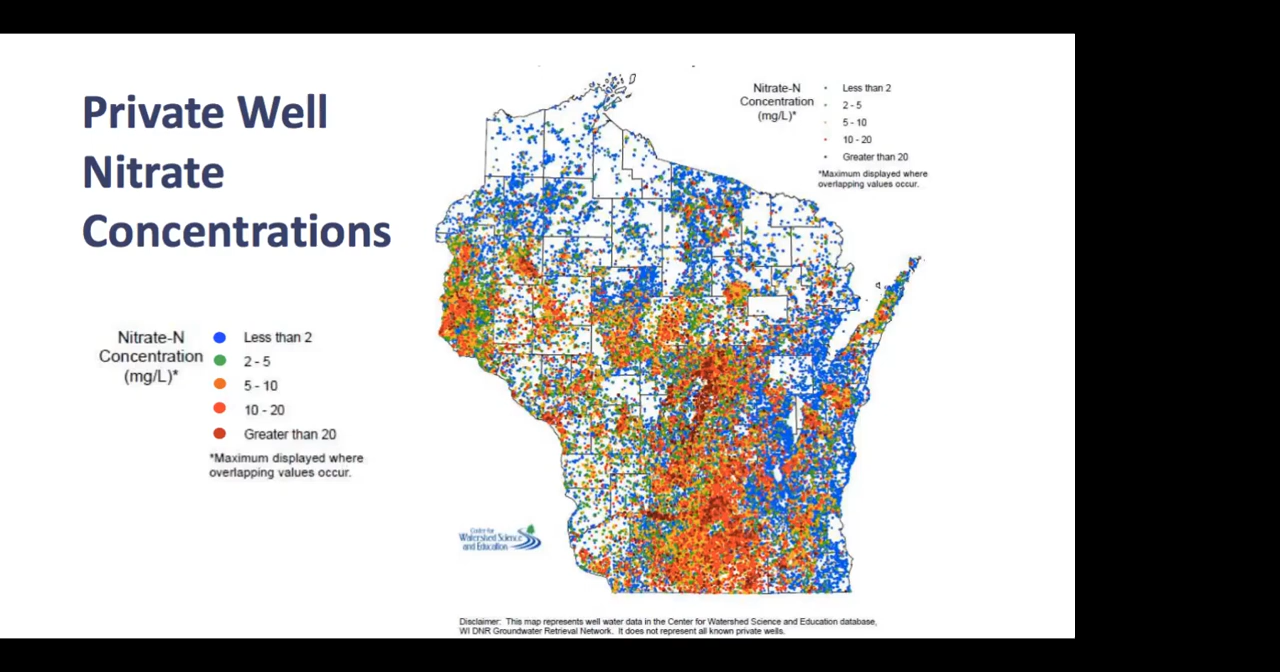 Private Well
Nitrate
Concentrations
Nitrate-N
Concentration
(mg/L)*
Less than 2
2 - 5
5 - 10
10 - 20
Greater than 20
*Maximum displayed where
overlapping values occur.
Nitrate-N
Concentration
(mg/L)*
Less than 2
2 - 5
5 - 10
10 - 20
Greater than 20
*Maximum displayed where
overlapping values occur.
Center for
Watershed Science
and Education
Disclaimer: This map represents well water data in the Center for Watershed Science and Education database,
WI DNR Groundwater Retrieval Network. It does not represent all known private wells.